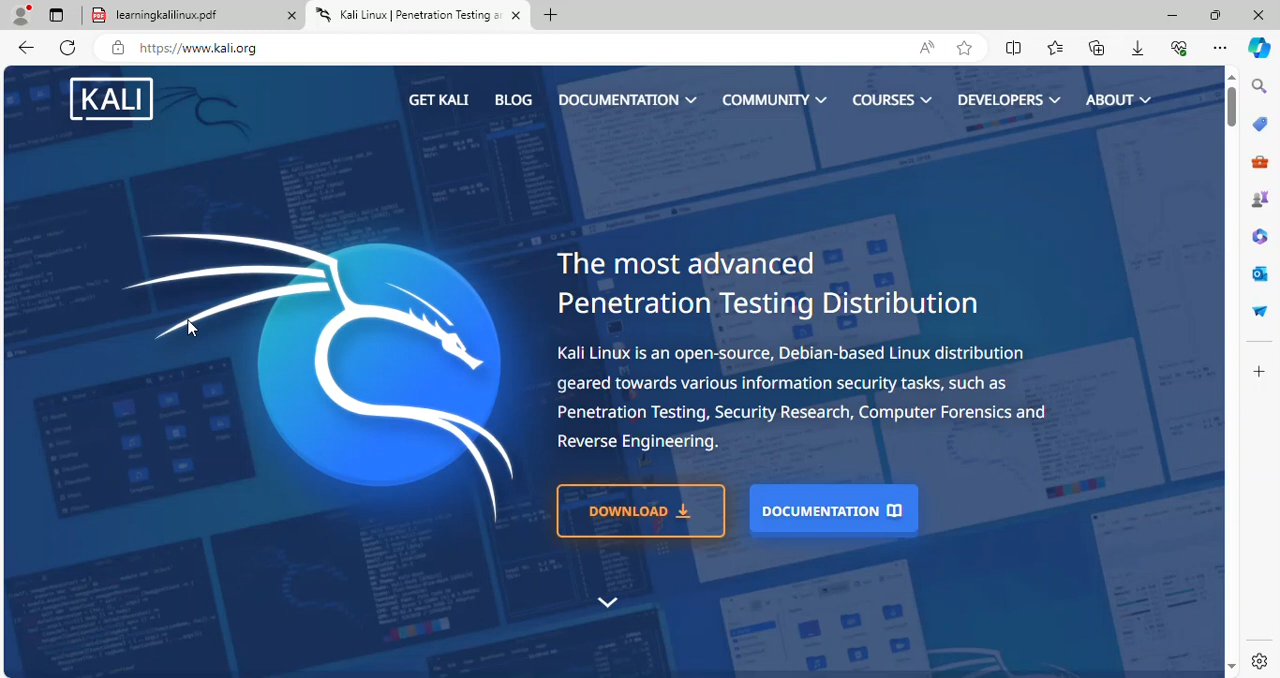 learningkalilinux.pdf
Kali Linux | Penetration Testing ar
https://www.kali.org
KALI
GET KALI
BLOG
DOCUMENTATION
COMMUNITY
COURSES
DEVELOPERS
ABOUT
The most advanced
Penetration Testing Distribution
Kali Linux is an open-source, Debian-based Linux distribution
geared towards various information security tasks, such as
Penetration Testing, Security Research, Computer Forensics and
Reverse Engineering.
DOWNLOAD
DOCUMENTATION